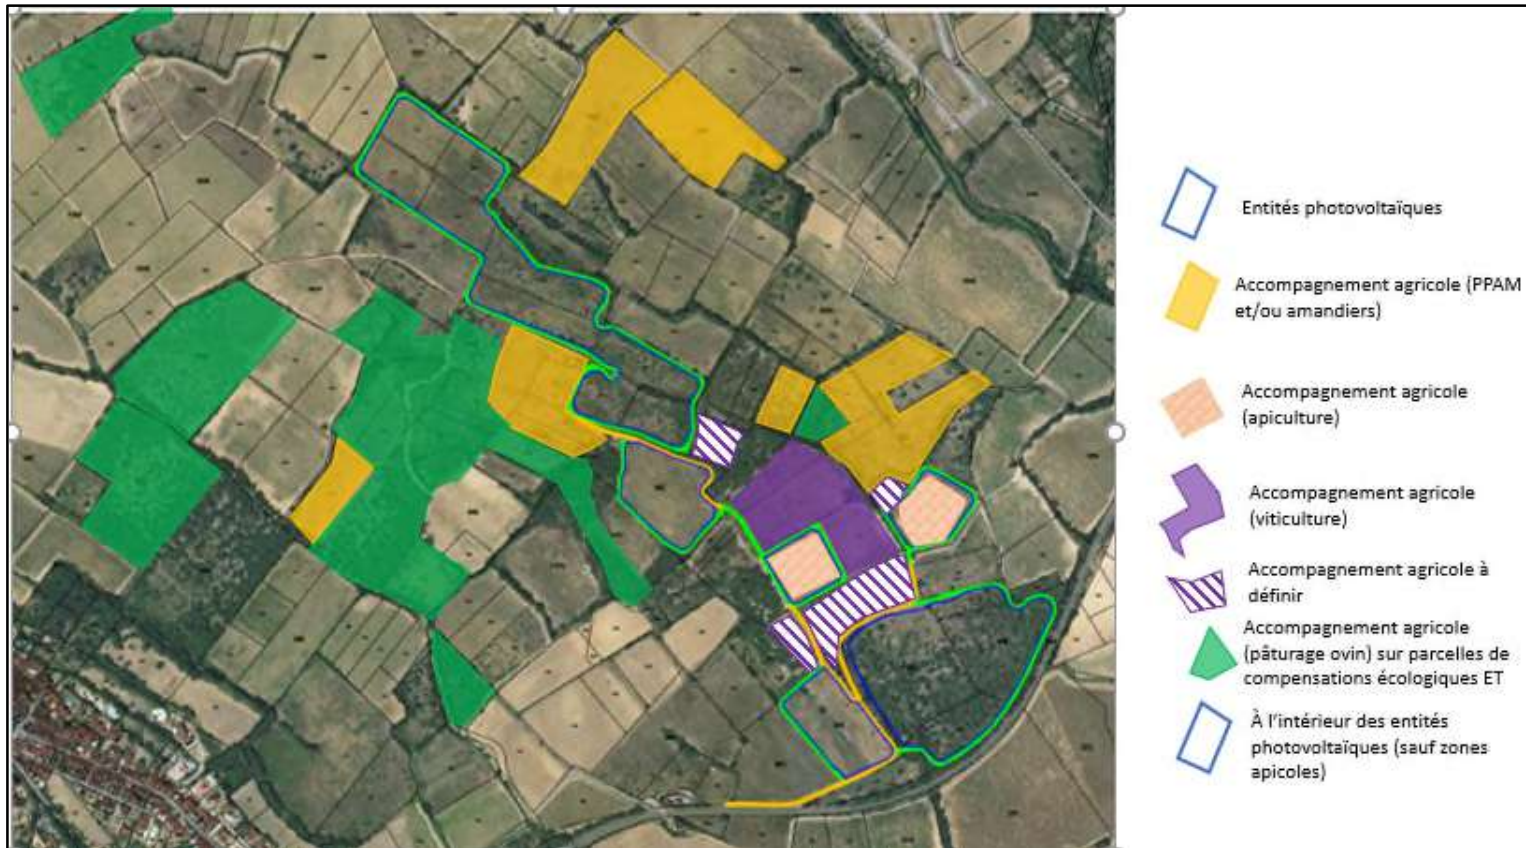 Entités photovoltaïques
Accompagnement agricole (PPAM
et/ou amandiers)
Accompagnement agricole
(apiculture)
Accompagnement agricole
(viticulture)
Accompagnement agricole à
définir
Accompagnement agricole
(pâturage ovin) sur parcelles de
compensations écologiques ET
À l'intérieur des entités
photovoltaïques (sauf zones
apicoles)